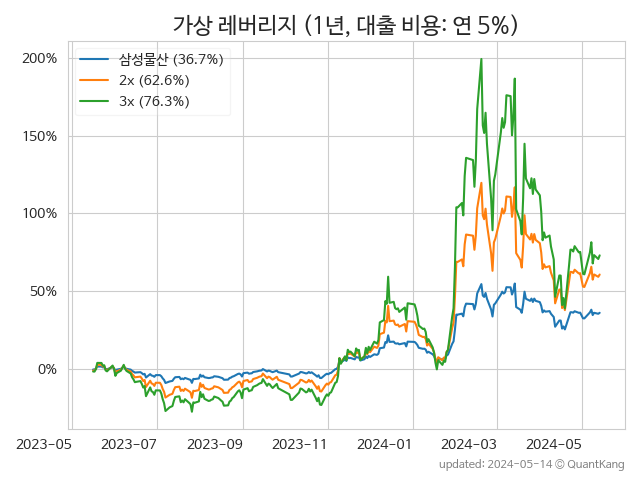 가상 레버리지 (1년, 대출 비용: 연 5%)
삼성물산 (36.7%)
2x (62.6%)
3x (76.3%)
200%
150%
100%
50%
0%
2023-05 2023-07 2023-09 2023-11 2024-01 2024-03 2024-05
updated: 2024-05-14 © QuantKang